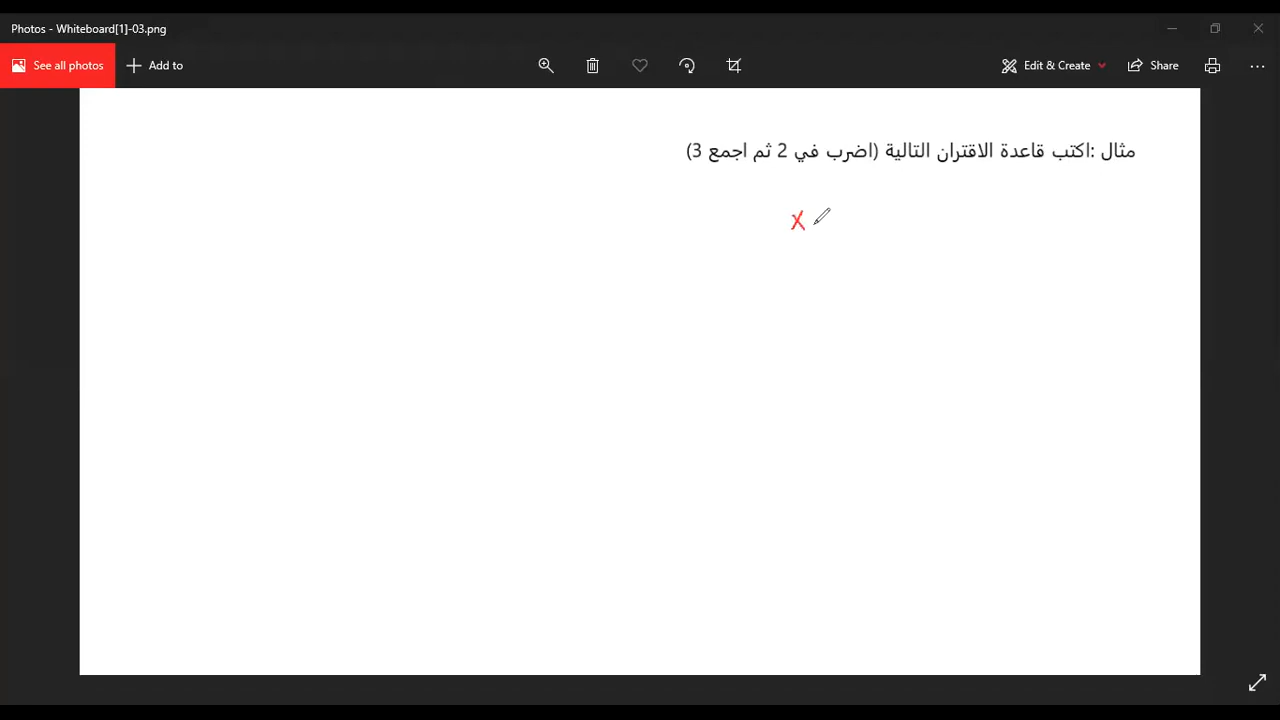 Photos - Whiteboard[1]-03.png
See all photos
Add to
Edit & Create
Share
مثال :اكتب قاعدة الاقتران التالية (اضرب في 2 ثم اجمع 3)
x